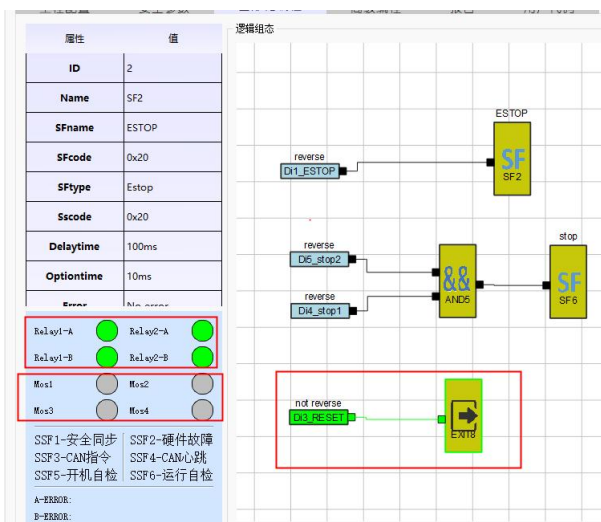 逻辑组态
属性 值
ID 2
Name SF2
SFname ESTOP
SFcode 0x20
SFtype Estop
Sscode 0x20
Delaytime 100ms
Optiontime 10ms
Error No error
Relay1-A Relay2-A
Relay1-B Relay2-B
Mos1 Mos2
Mos3 Mos4
SSF1-安全同步 SSF2-硬件故障
SSF3-CAN指令 SSF4-CAN心跳
SSF5-开机自检 SSF6-运行自检
A-ERROR:
B-ERROR:
ESTOP
reverse
Di1_ESTOP
SF
SF2
reverse
Di5_stop2
stop
&&
AND5
SF
SF6
reverse
Di4_stop1
not reverse
Di3_RESET
EXIT8